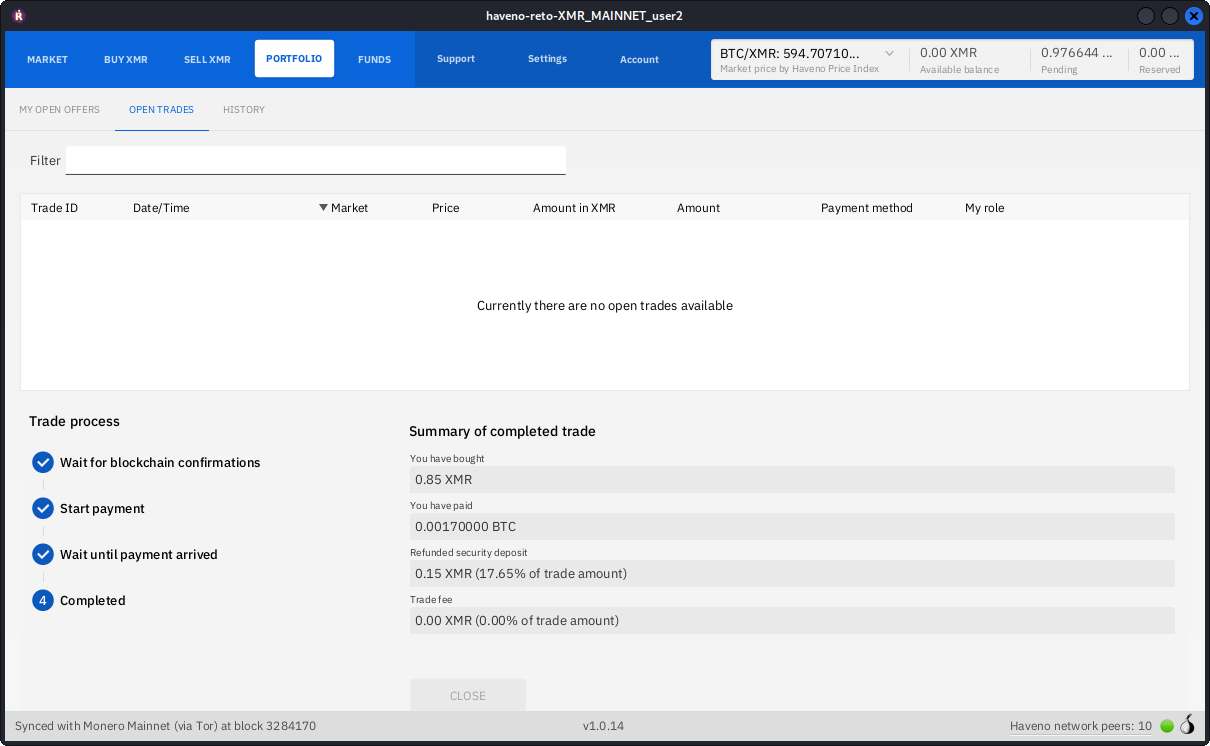 haveno-reto-XMR_MAINNET_user2
MARKET BUY XMR SELL XMR PORTFOLIO FUNDS Support Settings Account
BTC/XMR: 594.70710... 0.00 XMR 0.976644 ... 0.00 ...
Market price by Haveno Price Index Available balance Pending Reserved
MY OPEN OFFERS OPEN TRADES HISTORY
Filter
Trade ID Date/Time Market Price Amount in XMR Amount Payment method My role
Currently there are no open trades available
Trade process
Wait for blockchain confirmations
Start payment
Wait until payment arrived
4 Completed
Summary of completed trade
You have bought
0.85 XMR
You have paid
0.00170000 BTC
Refunded security deposit
0.15 XMR (17.65% of trade amount)
Trade fee
0.00 XMR (0.00% of trade amount)
CLOSE
Synced with Monero Mainnet (via Tor) at block 3284170 v1.0.14 Haveno network peers: 10